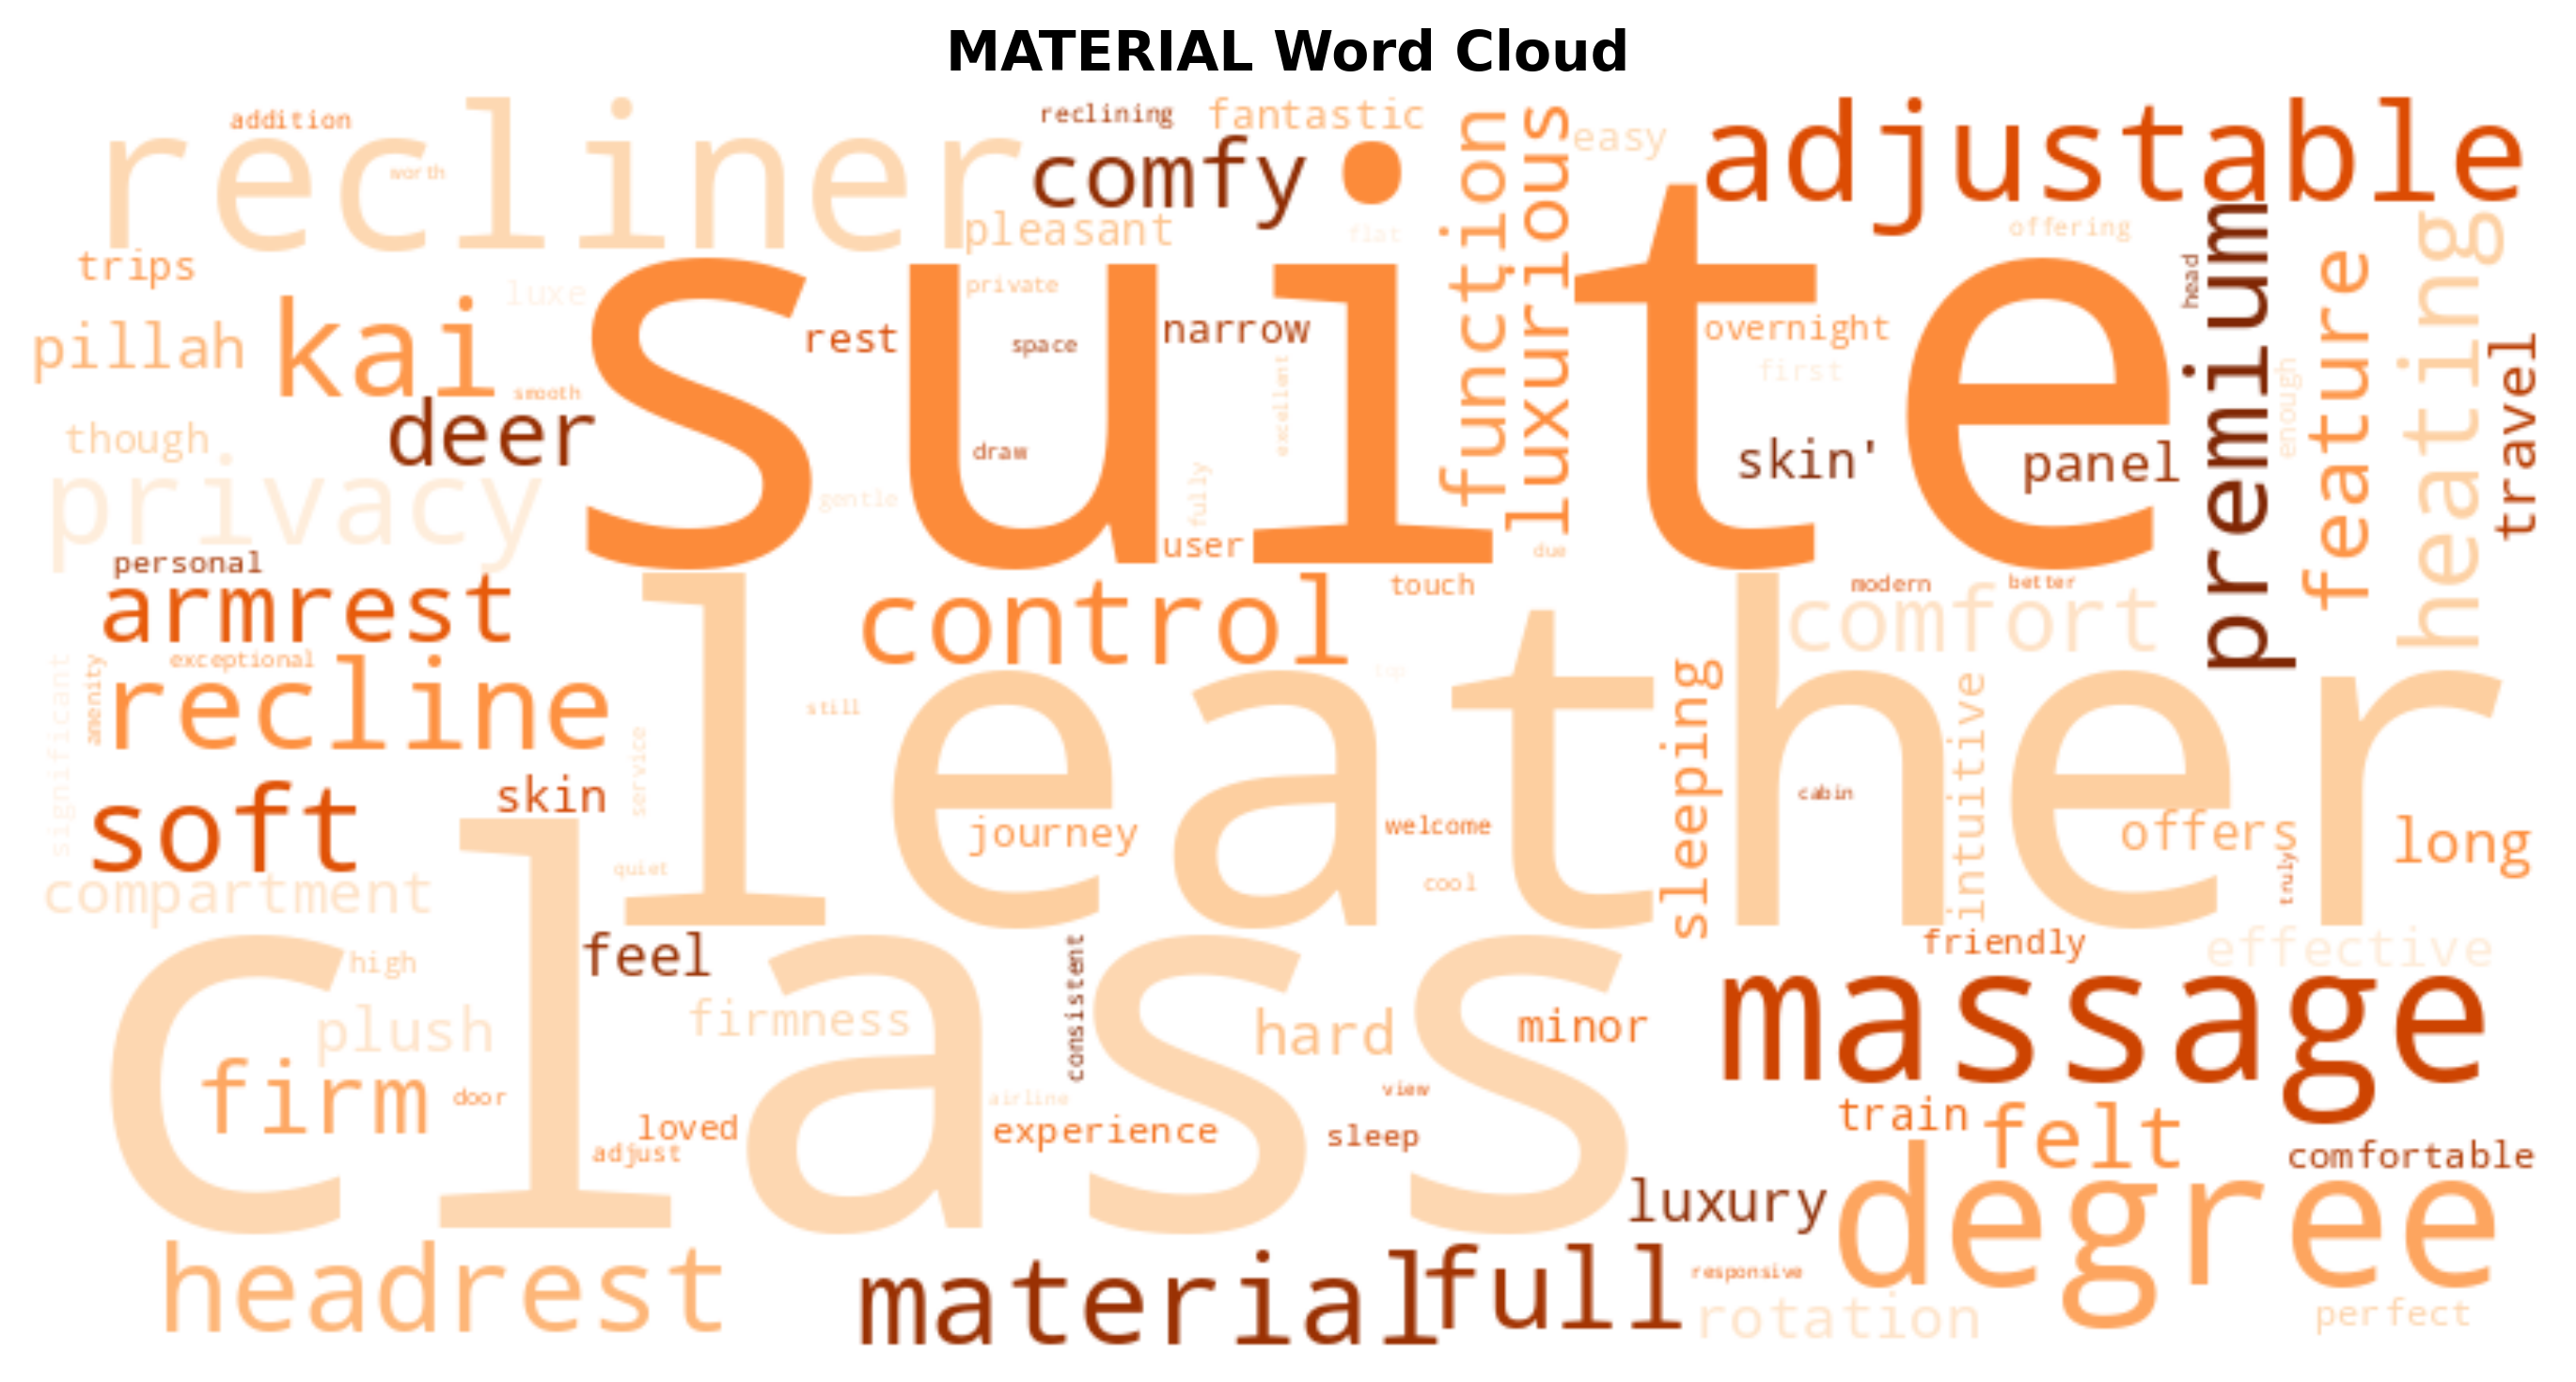 MATERIAL Word Cloud
recliner
addition
worth
reclining
fantastic
comfy
pleasant
flat
function
luxurious
easy
adjustable
trips
luxe
private
suite
offering
head
premium
feature
heating
travel
pillah
kai
smooth
rest
space
narrow
excellent
overnight
first
enough
though
deer
draw
skin'
panel
privacy
gentle
fully
user
due
personal
armrest
control
touch
modern
better
comfort
significant
amenity
exceptional
recline
service
still
top
leather
sleeping
intuitive
soft
skin
quiet
journey
welcome
cool
cabin
offers
truly
long
compartment
class
high
feel
friendly
effective
plush
firmness
consistent
hard
minor
massage
firm
door
loved
adjust
airline
experience
view
sleep
train
felt
comfortable
luxury
degree
headrest
material
full
responsive
rotation
perfect